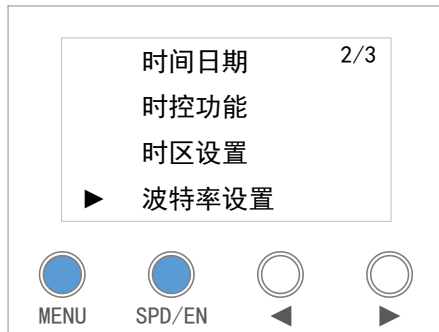 时间日期 2/3
时控功能
时区设置
► 波特率设置
MENU SPD/EN ◄ ►